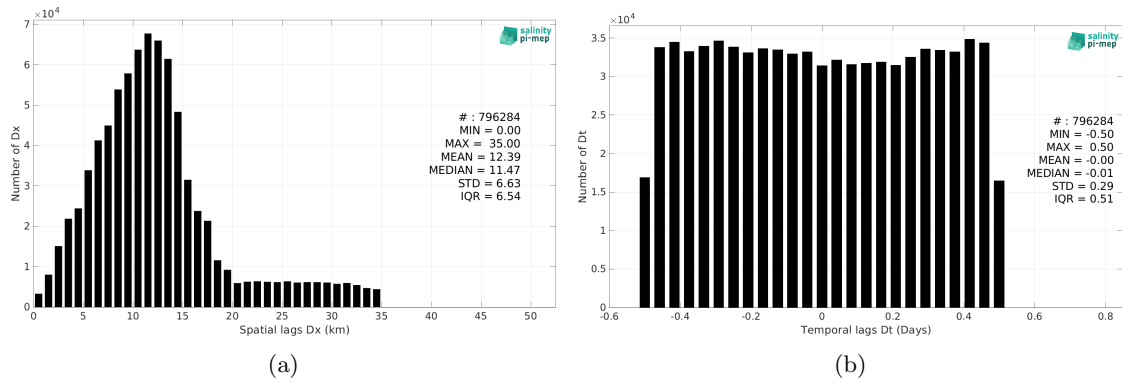 ×10⁴
7
6
5
4
3
2
1
0
Number of Dx
0 5 10 15 20 25 30 35 40 45 50
Spatial lags Dx (km)
salinity
pi-mep
# : 796284
MIN = 0.00
MAX = 35.00
MEAN = 12.39
MEDIAN = 11.47
STD = 6.63
IQR = 6.54
(a)
×10⁴
3.5
3
2.5
2
1.5
1
0.5
0
Number of Dt
-0.6 -0.4 -0.2 0 0.2 0.4 0.6 0.8
Temporal lags Dt (Days)
salinity
pi-mep
# : 796284
MIN = -0.50
MAX = 0.50
MEAN = -0.00
MEDIAN = -0.01
STD = 0.29
IQR = 0.51
(b)